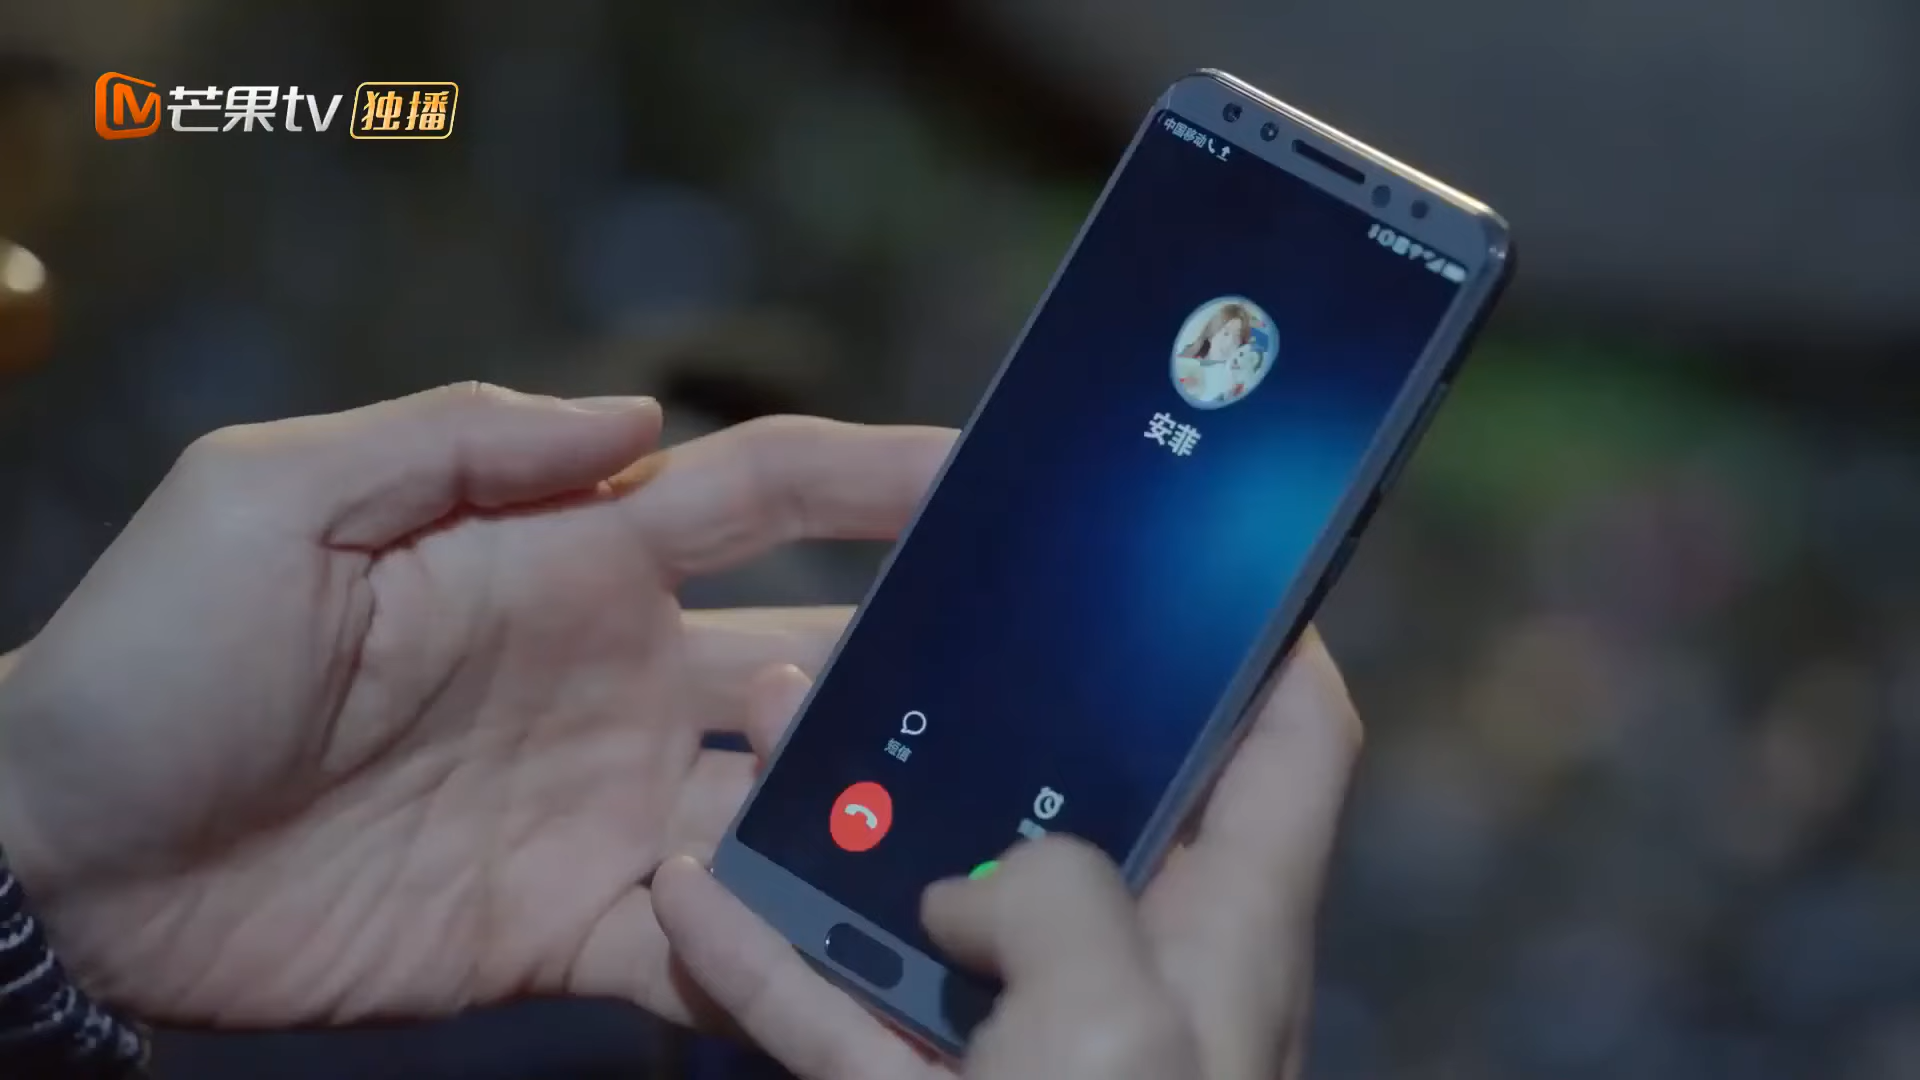 芒果tv 独播
中国移动
安菲
短信